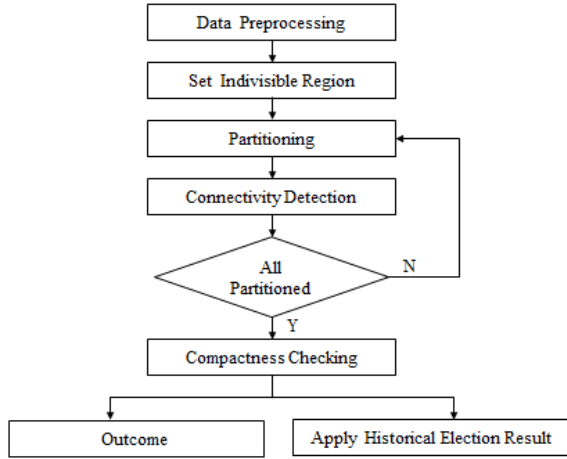 Data Preprocessing
Set Indivisible Region
Partitioning
Connectivity Detection
All
Partitioned
N
Y
Compactness Checking
Outcome
Apply Historical Election Result